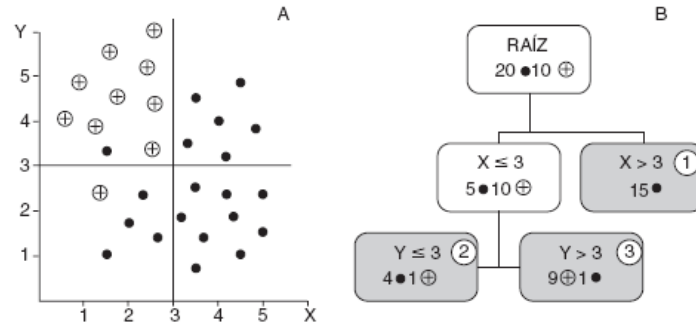 A
Y
5
4
3
2
1
1 2 3 4 5 X
B
RAÍZ
20 ● 10 ⊕
X ≤ 3
5 ● 10 ⊕
X > 3 1
15 ●
Y ≤ 3 2
4 ● 1 ⊕
Y > 3 3
9 ⊕ 1 ●